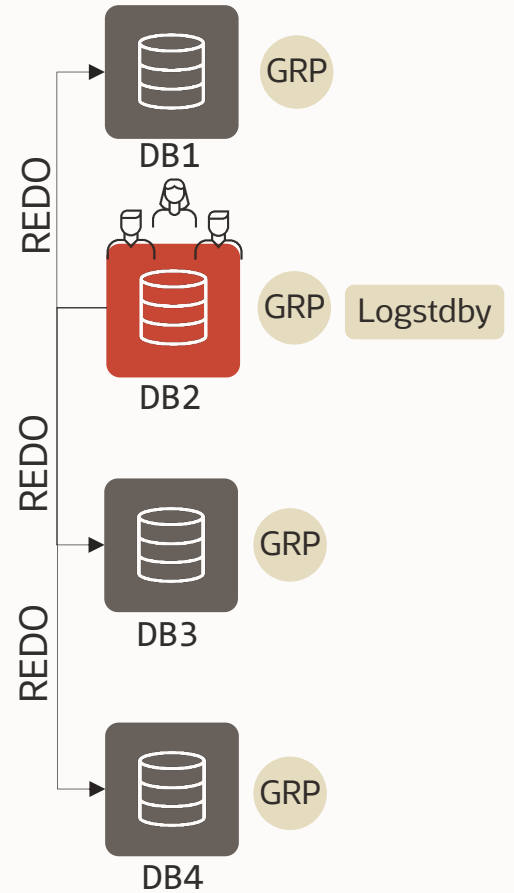 GRP
DB1
REDO
GRP
Logstdby
DB2
REDO
GRP
DB3
REDO
GRP
DB4